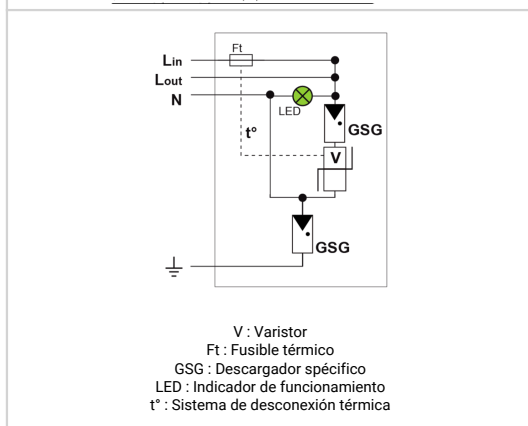 Lin
Ft
Lout
N
LED
GSG
t°
V
GSG
V : Varistor
Ft : Fusible térmico
GSG : Descargador spécifico
LED : Indicador de funcionamiento
t° : Sistema de desconexión térmica